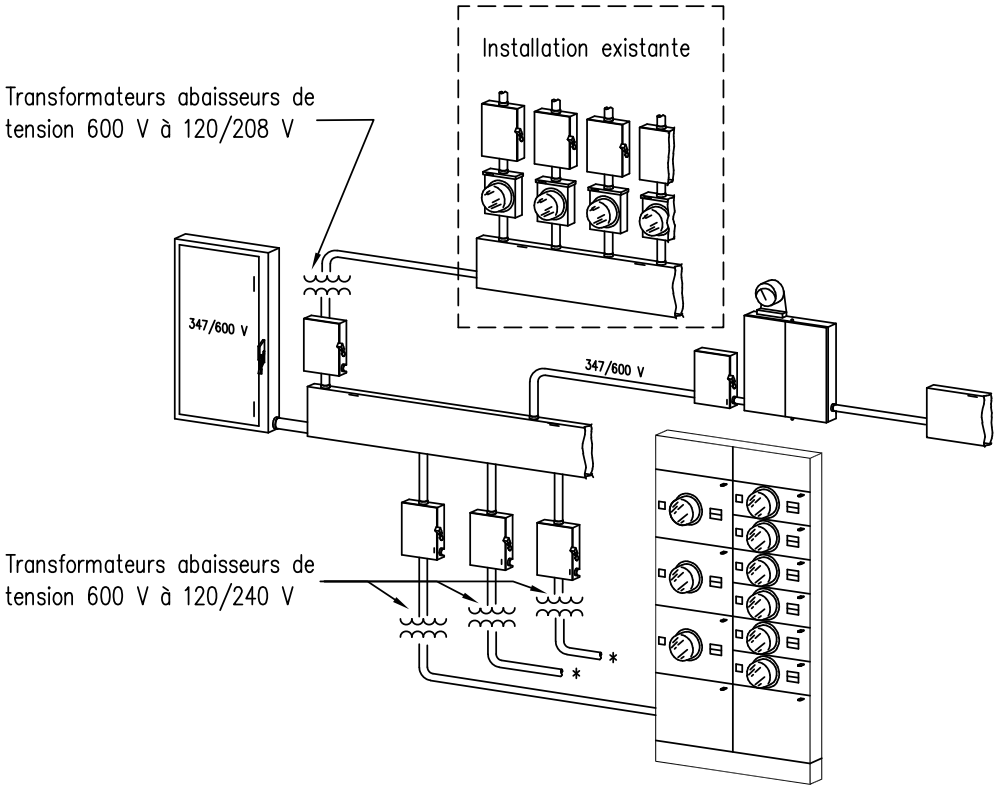 Installation existante
Transformateurs abaisseurs de
tension 600 V à 120/208 V
347/600 V
347/600 V
Transformateurs abaisseurs de
tension 600 V à 120/240 V
*
*